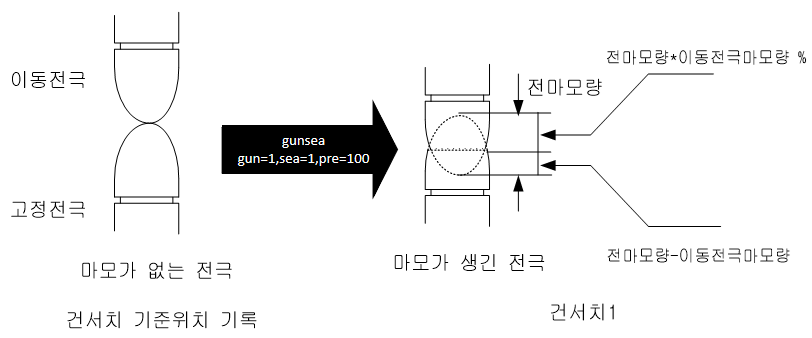 이동전극
고정전극
마모가 없는 전극
건서치 기준위치 기록
gunsea
gun=1,sea=1,pre=100
전마모량
마모가 생긴 전극
전마모량*이동전극마모량 %
전마모량-이동전극마모량
건서치1